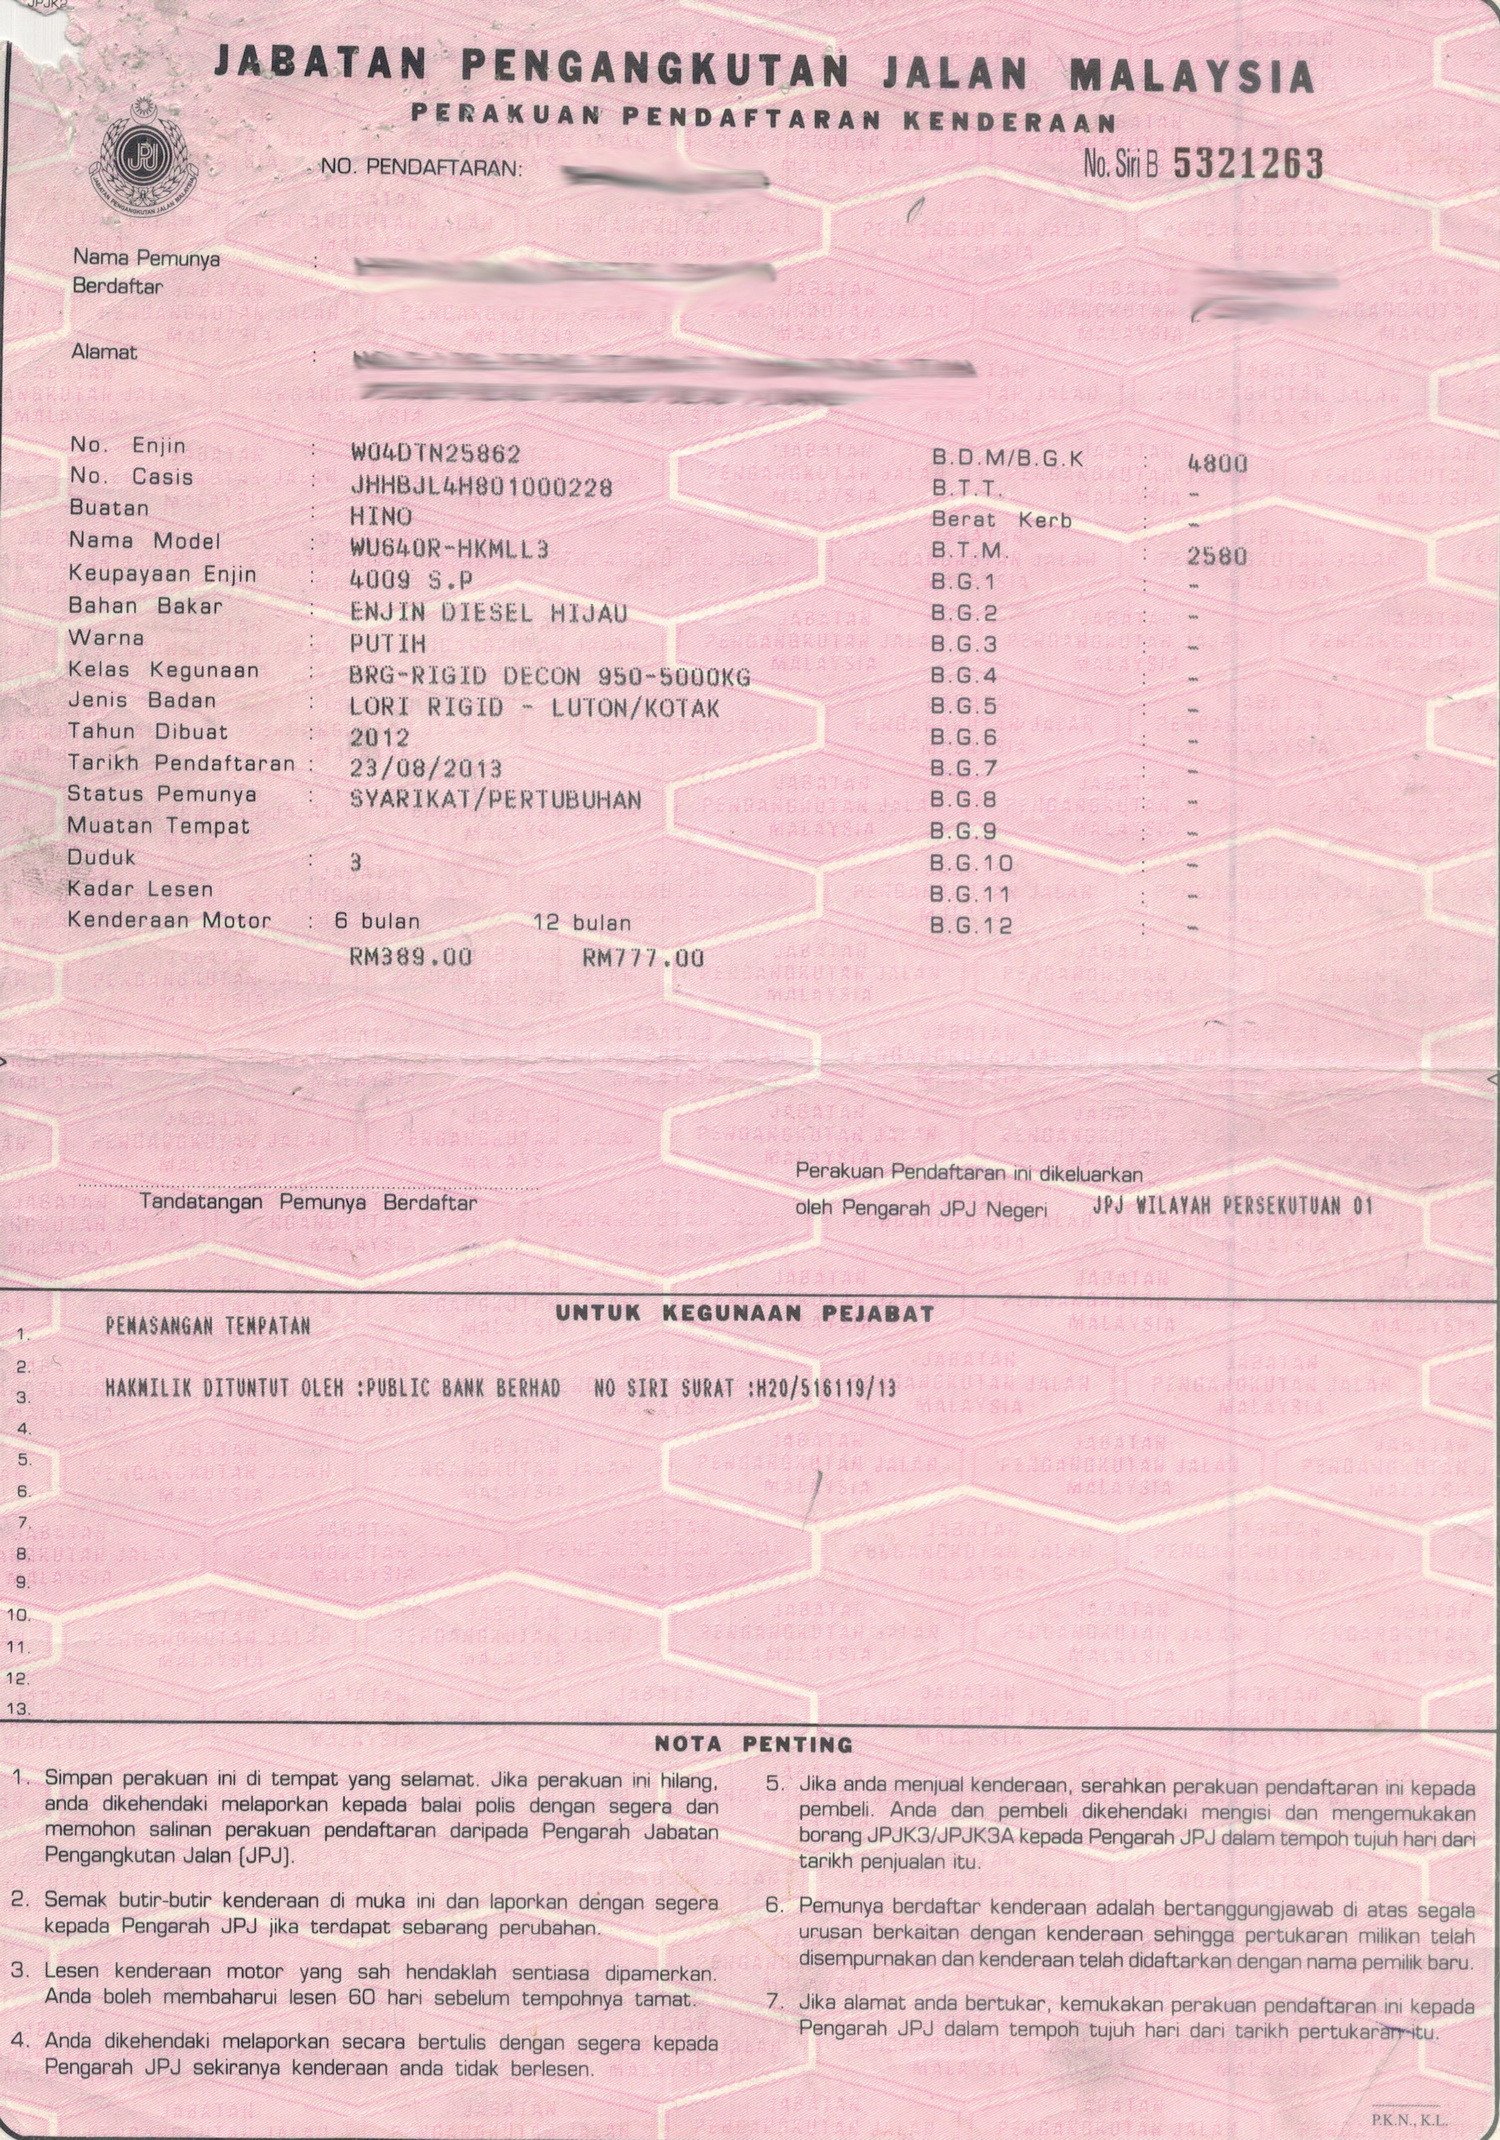 JPJK2
JABATAN PENGANGKUTAN JALAN MALAYSIA
PERAKUAN PENDAFTARAN KENDERAAN
JPJ
JABATAN PENGANGKUTAN JALAN MALAYSIA
NO. PENDAFTARAN:
No. Siri B 5321263
Nama Pemunya :
Berdaftar
Alamat :
No. Enjin : W04DTN25862
No. Casis : JHHBJL4H801000228
Buatan : HINO
Nama Model : WU640R-HKMLL3
Keupayaan Enjin : 4009 S.P
Bahan Bakar : ENJIN DIESEL HIJAU
Warna : PUTIH
Kelas Kegunaan : BRG-RIGID DECON 950-5000KG
Jenis Badan : LORI RIGID - LUTON/KOTAK
Tahun Dibuat : 2012
Tarikh Pendaftaran : 23/08/2013
Status Pemunya : SYARIKAT/PERTUBUHAN
Muatan Tempat
Duduk : 3
Kadar Lesen
Kenderaan Motor : 6 bulan 12 bulan
RM389.00 RM777.00
B.D.M/B.G.K : 4800
B.T.T. : -
Berat Kerb : -
B.T.M. : 2580
B.G.1 : -
B.G.2 : -
B.G.3 : -
B.G.4 : -
B.G.5 : -
B.G.6 : -
B.G.7 : -
B.G.8 : -
B.G.9 : -
B.G.10 : -
B.G.11 : -
B.G.12 : -
Tandatangan Pemunya Berdaftar
Perakuan Pendaftaran ini dikeluarkan
oleh Pengarah JPJ Negeri JPJ WILAYAH PERSEKUTUAN 01
UNTUK KEGUNAAN PEJABAT
1. PEMASANGAN TEMPATAN
2.
3. HAKMILIK DITUNTUT OLEH :PUBLIC BANK BERHAD NO SIRI SURAT :H20/516119/13
4.
5.
6.
7.
8.
9.
10.
11.
12.
13.
NOTA PENTING
1. Simpan perakuan ini di tempat yang selamat. Jika perakuan ini hilang,
anda dikehendaki melaporkan kepada balai polis dengan segera dan
memohon salinan perakuan pendaftaran daripada Pengarah Jabatan
Pengangkutan Jalan (JPJ).
2. Semak butir-butir kenderaan di muka ini dan laporkan dengan segera
kepada Pengarah JPJ jika terdapat sebarang perubahan.
3. Lesen kenderaan motor yang sah hendaklah sentiasa dipamerkan.
Anda boleh membaharui lesen 60 hari sebelum tempohnya tamat.
4. Anda dikehendaki melaporkan secara bertulis dengan segera kepada
Pengarah JPJ sekiranya kenderaan anda tidak berlesen.
5. Jika anda menjual kenderaan, serahkan perakuan pendaftaran ini kepada
pembeli. Anda dan pembeli dikehendaki mengisi dan mengemukakan
borang JPJK3/JPJK3A kepada Pengarah JPJ dalam tempoh tujuh hari dari
tarikh penjualan itu.
6. Pemunya berdaftar kenderaan adalah bertanggungjawab di atas segala
urusan berkaitan dengan kenderaan sehingga pertukaran milikan telah
disempurnakan dan kenderaan telah didaftarkan dengan nama pemilik baru.
7. Jika alamat anda bertukar, kemukakan perakuan pendaftaran ini kepada
Pengarah JPJ dalam tempoh tujuh hari dari tarikh pertukaran itu.
P.K.N., K.L.